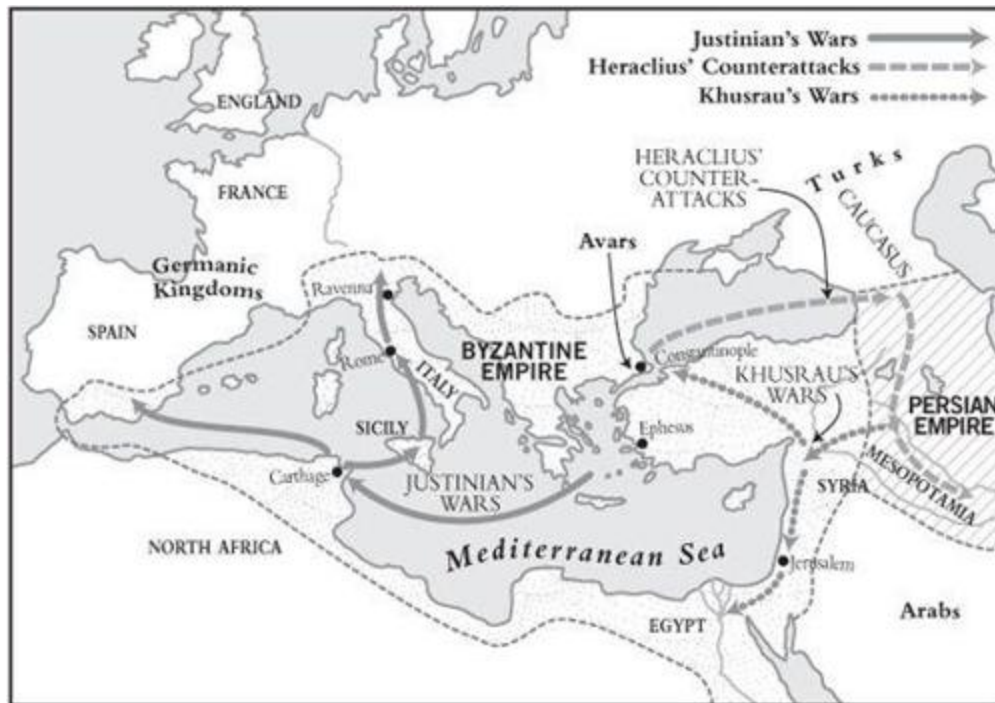 Justinian's Wars
Heraclius' Counterattacks
Khusrau's Wars
ENGLAND
FRANCE
HERACLIUS'
COUNTER-
ATTACKS
Turks
CAUCASUS
Avars
Germanic
Kingdoms
Ravenna
SPAIN
Rome
ITALY
BYZANTINE
EMPIRE
Constantinople
KHUSRAU'S
WARS
PERSIAN
EMPIRE
SICILY
Ephesus
Carthage
JUSTINIAN'S
WARS
SYRIA
MESOPOTAMIA
NORTH AFRICA
Mediterranean Sea
Jerusalem
EGYPT
Arabs